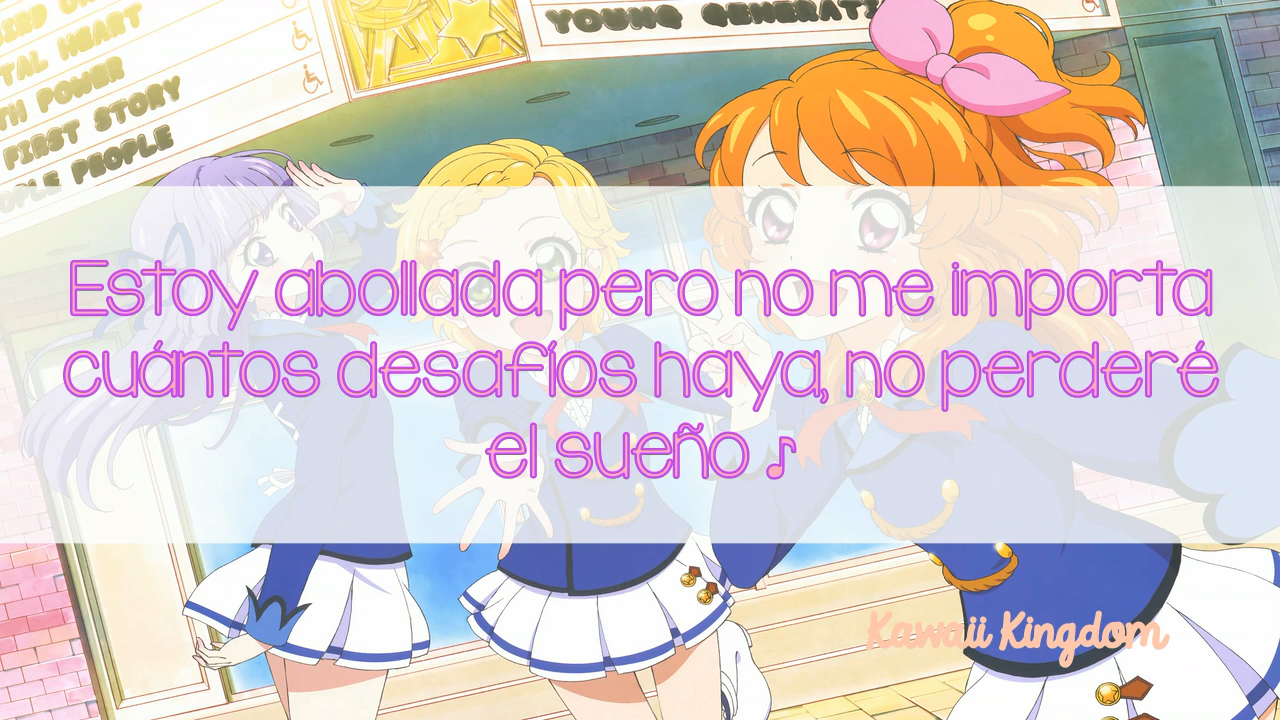 TAL HEART
TH POWER
FIRST STORY
PLE PEOPLE
YOUNG GENERATI
Estoy abollada pero no me importa
cuántos desafíos haya, no perderé
el sueño ♪
Kawaii Kingdom